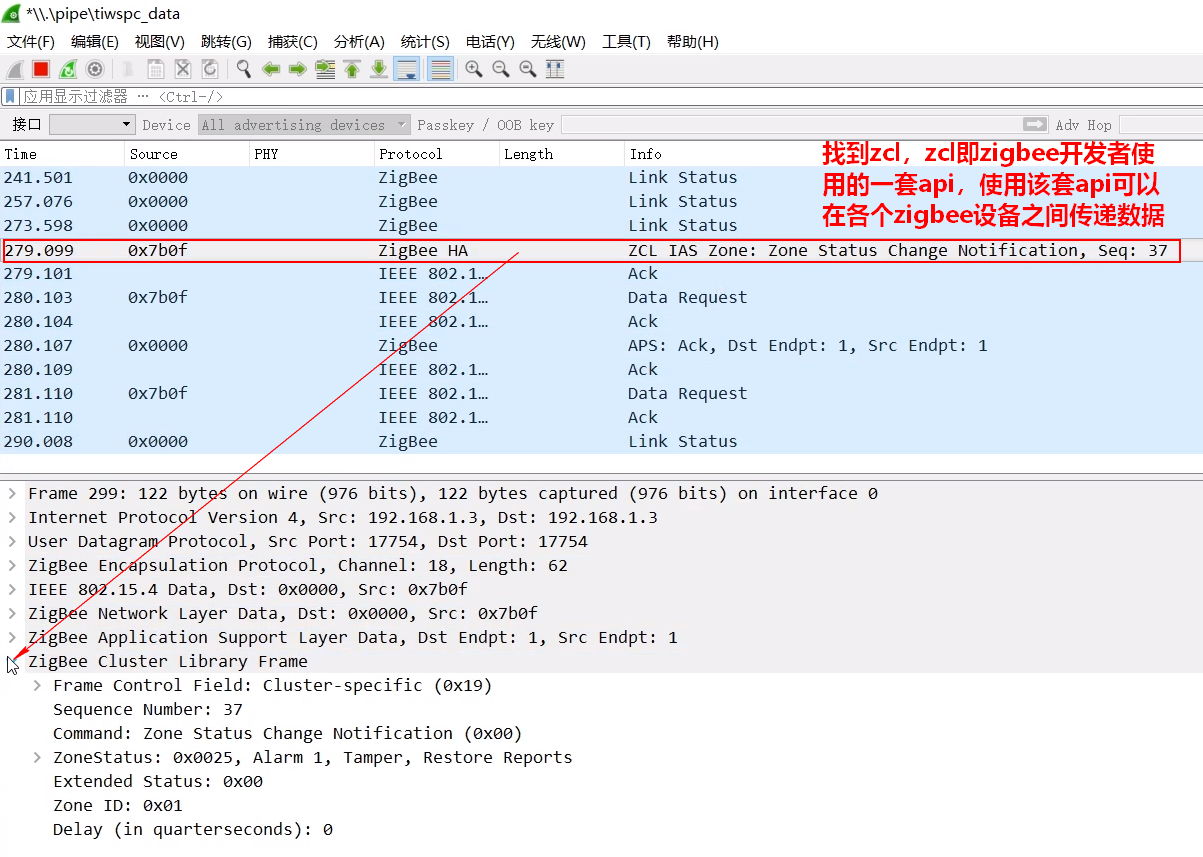 *\\.\pipe\tiwspc_data
文件(F) 编辑(E) 视图(V) 跳转(G) 捕获(C) 分析(A) 统计(S) 电话(Y) 无线(W) 工具(T) 帮助(H)
应用显示过滤器 … <Ctrl-/>
接口 Device All advertising devices Passkey / OOB key Adv Hop
Time Source PHY Protocol Length Info
找到zcl，zcl即zigbee开发者使
用的一套api，使用该套api可以
在各个zigbee设备之间传递数据
241.501 0x0000 ZigBee Link Status
257.076 0x0000 ZigBee Link Status
273.598 0x0000 ZigBee Link Status
279.099 0x7b0f ZigBee HA ZCL IAS Zone: Zone Status Change Notification, Seq: 37
279.101 IEEE 802.1… Ack
280.103 0x7b0f IEEE 802.1… Data Request
280.104 IEEE 802.1… Ack
280.107 0x0000 ZigBee APS: Ack, Dst Endpt: 1, Src Endpt: 1
280.109 IEEE 802.1… Ack
281.110 0x7b0f IEEE 802.1… Data Request
281.110 IEEE 802.1… Ack
290.008 0x0000 ZigBee Link Status
Frame 299: 122 bytes on wire (976 bits), 122 bytes captured (976 bits) on interface 0
Internet Protocol Version 4, Src: 192.168.1.3, Dst: 192.168.1.3
User Datagram Protocol, Src Port: 17754, Dst Port: 17754
ZigBee Encapsulation Protocol, Channel: 18, Length: 62
IEEE 802.15.4 Data, Dst: 0x0000, Src: 0x7b0f
ZigBee Network Layer Data, Dst: 0x0000, Src: 0x7b0f
ZigBee Application Support Layer Data, Dst Endpt: 1, Src Endpt: 1
ZigBee Cluster Library Frame
Frame Control Field: Cluster-specific (0x19)
Sequence Number: 37
Command: Zone Status Change Notification (0x00)
ZoneStatus: 0x0025, Alarm 1, Tamper, Restore Reports
Extended Status: 0x00
Zone ID: 0x01
Delay (in quarterseconds): 0